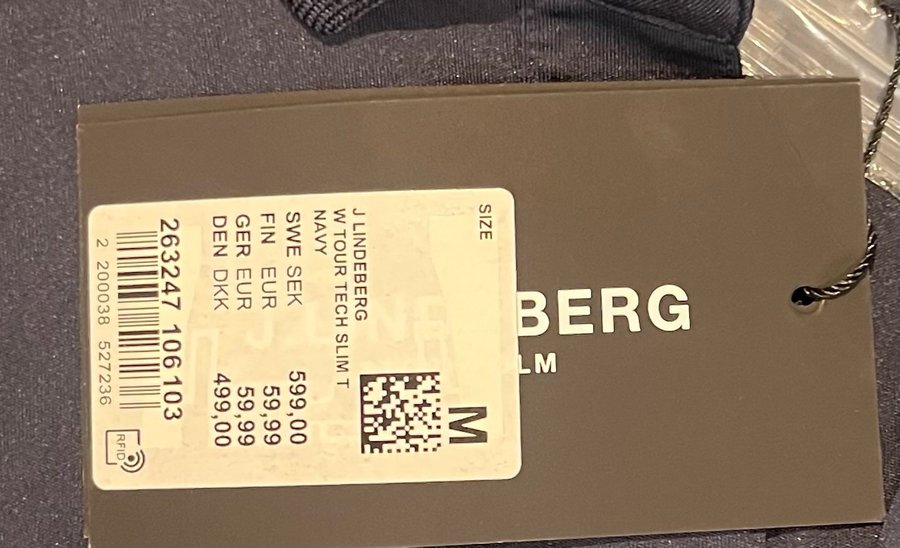 SIZE
M
J LINDEBERG
W TOUR TECH SLIM T
NAVY
SWE SEK 599,00
FIN EUR 59,99
GER EUR 59,99
DEN DKK 499,00
263247 106 103
2 200038 527236
RFID
BERG
LM